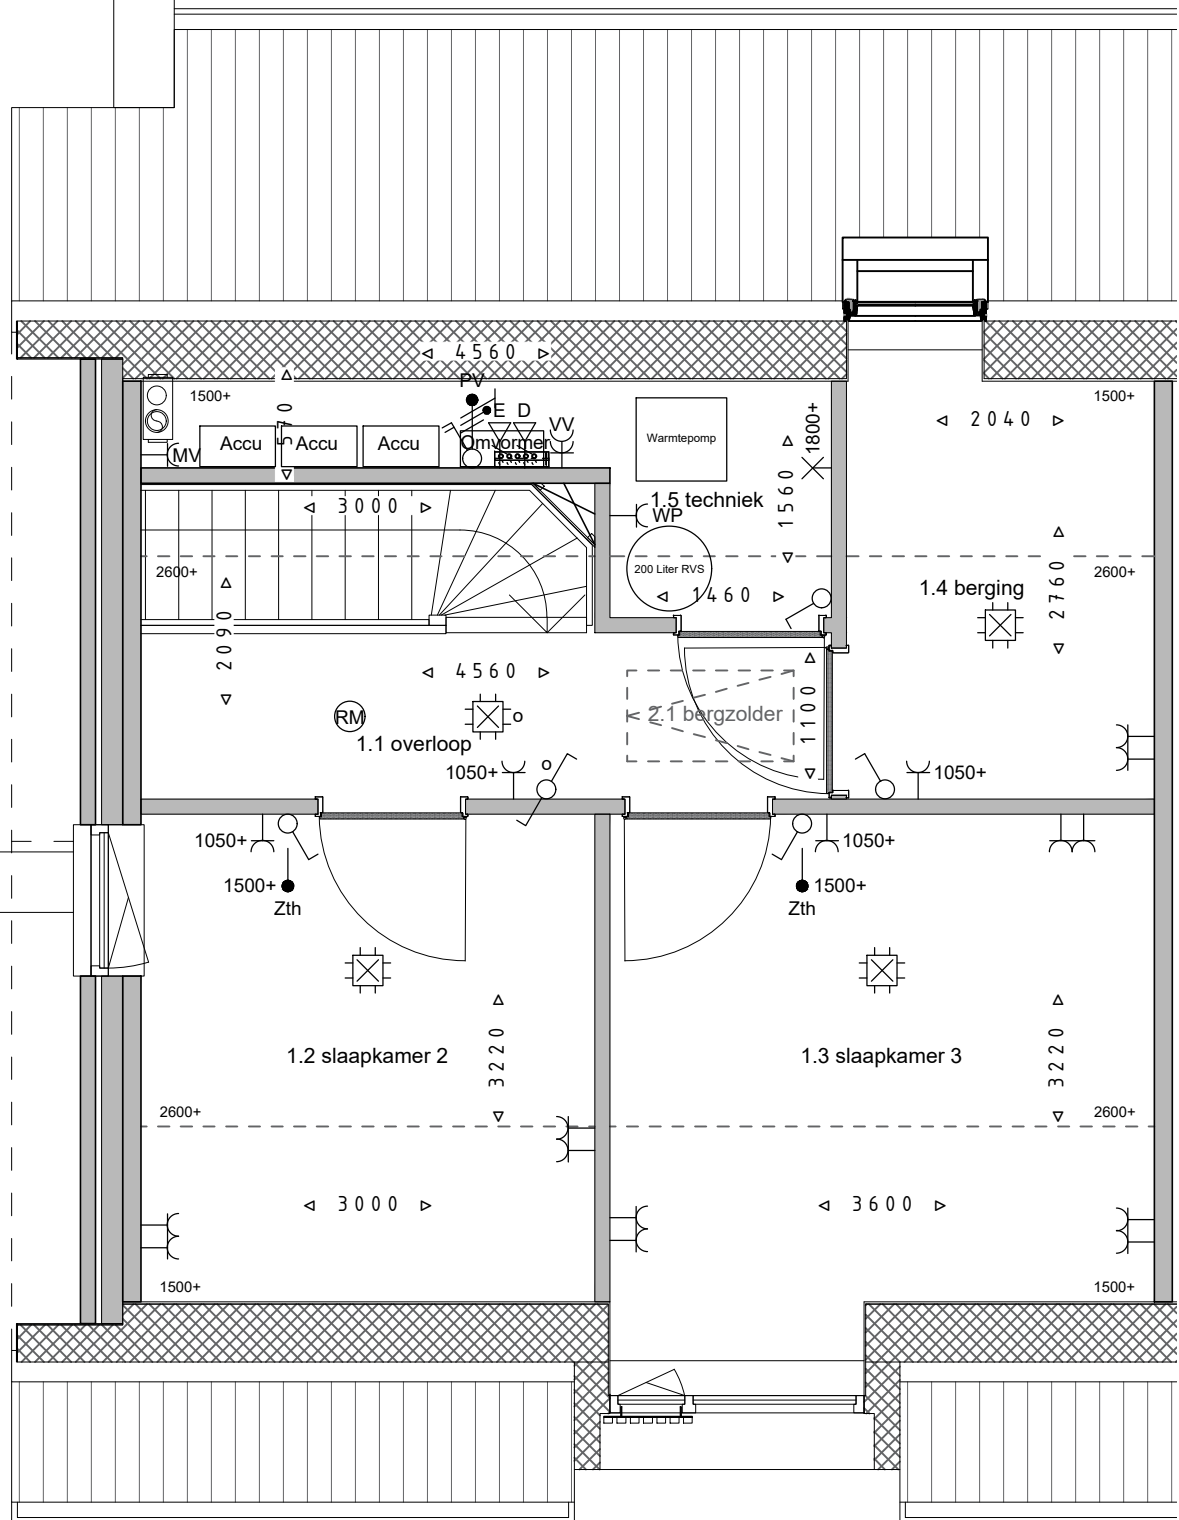 4560
PV
1500+
570
E D
1800+
2040
1500+
Accu
Accu
Accu
Omvormer
VV
Warmtepomp
MV
1560
1.5 techniek
3000
WP
2600+
200 Liter RVS
1460
1.4 berging
2760
2600+
2090
4560
1100
RM
o
2.1 bergzolder
1.1 overloop
1050+
o
1050+
1050+
1050+
1500+
1500+
Zth
Zth
1.2 slaapkamer 2
3220
1.3 slaapkamer 3
3220
2600+
2600+
3000
3600
1500+
1500+